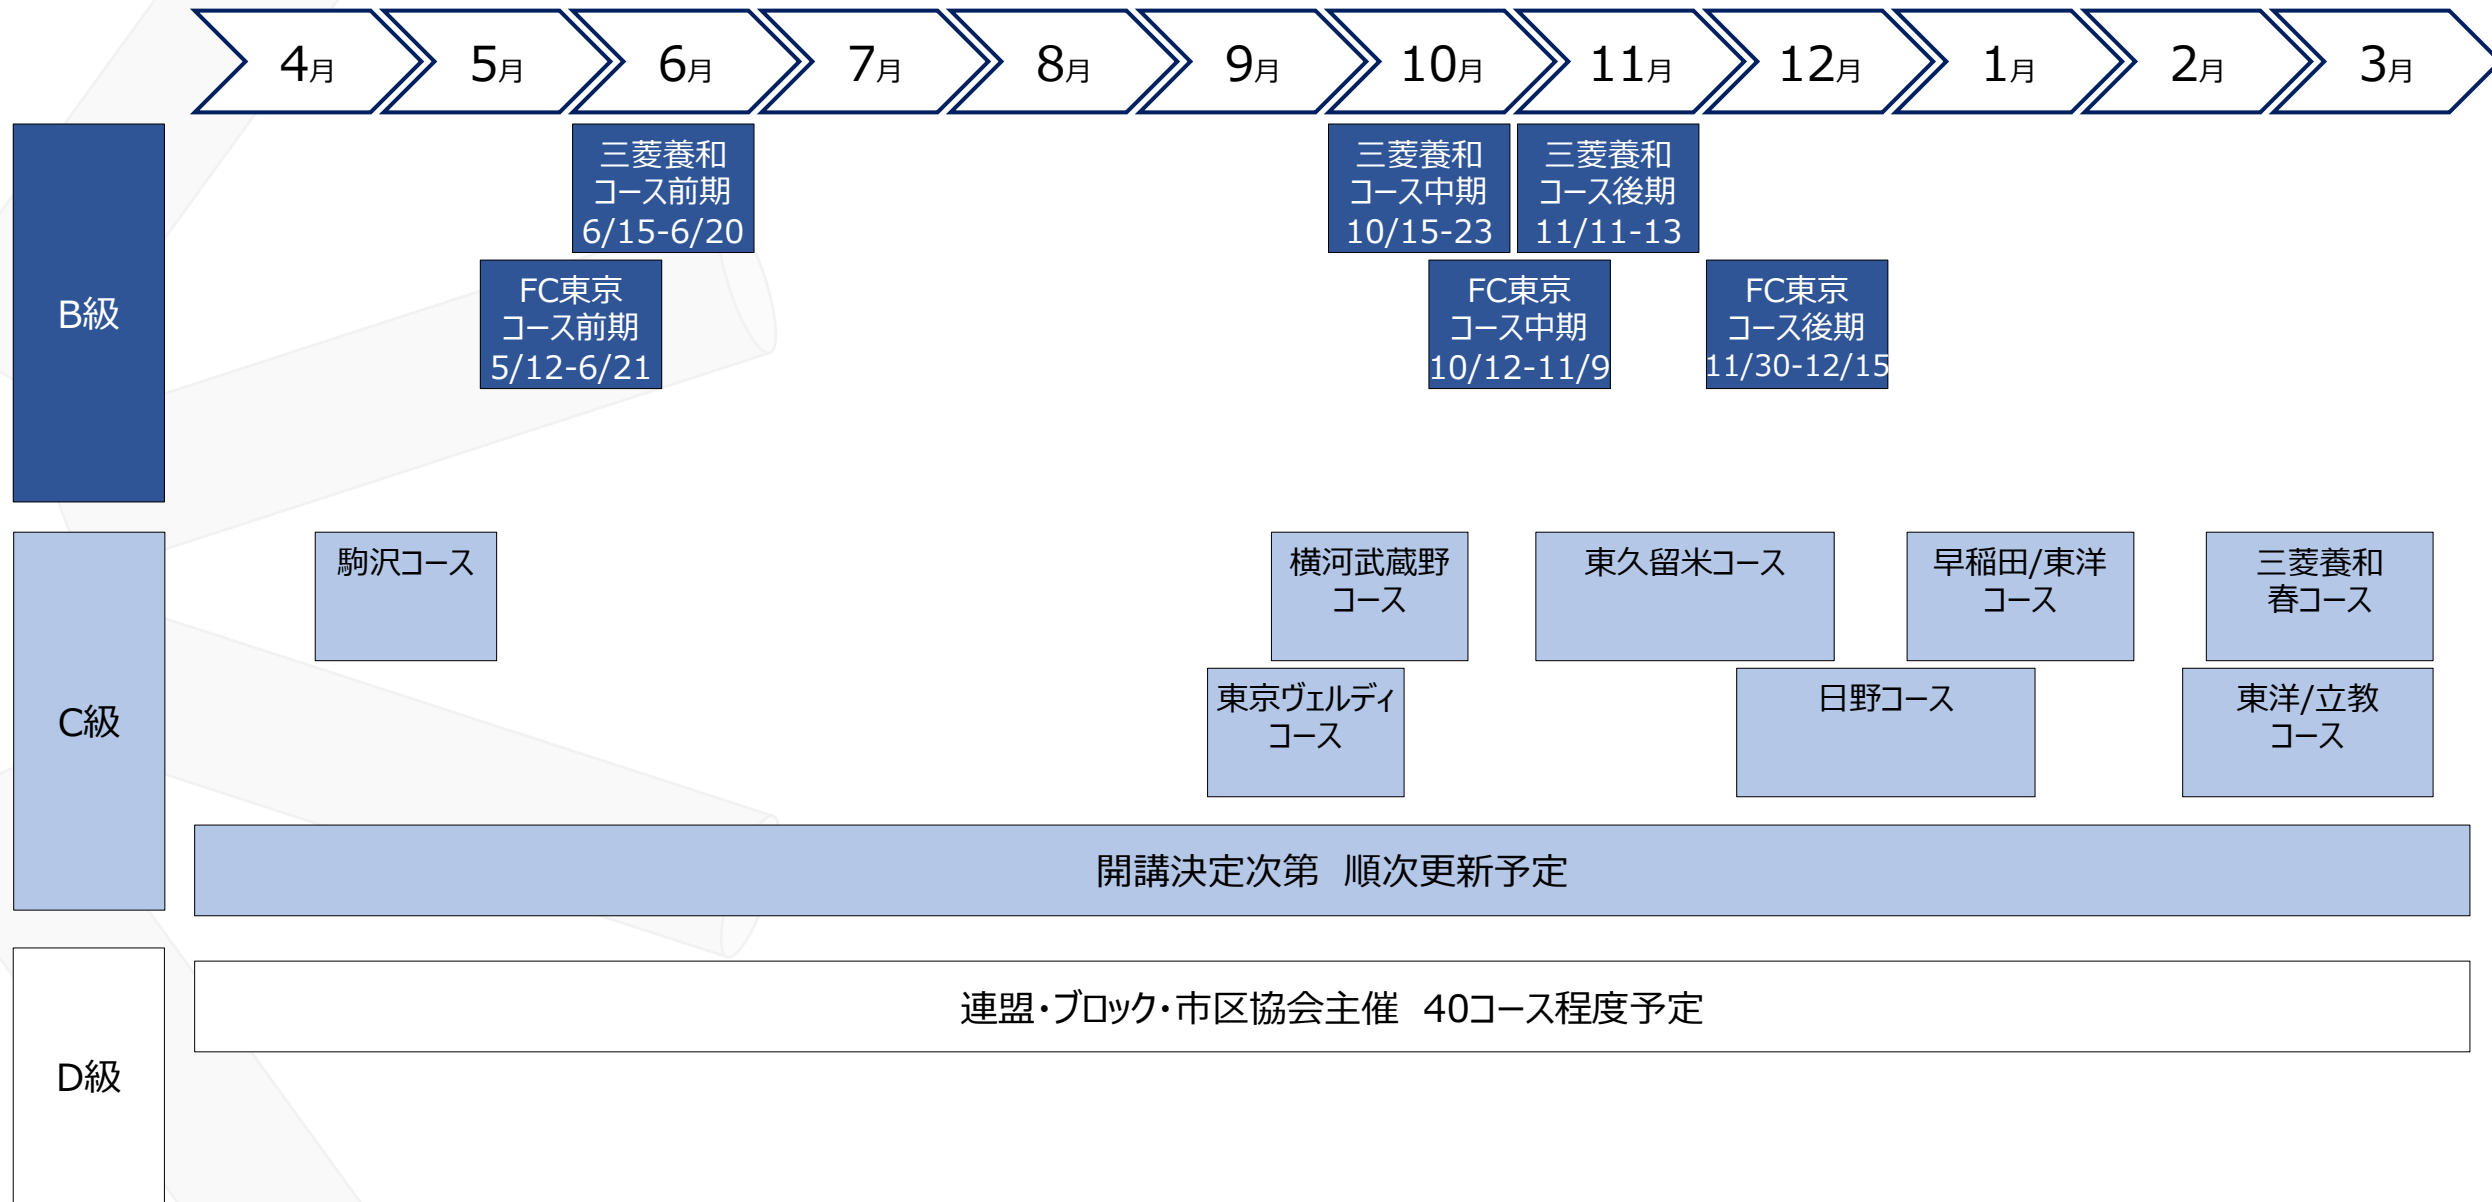 4月
5月
6月
7月
8月
9月
10月
11月
12月
1月
2月
3月
B級
三菱養和
コース前期
6/15-6/20
三菱養和
コース中期
10/15-23
三菱養和
コース後期
11/11-13
FC東京
コース前期
5/12-6/21
FC東京
コース中期
10/12-11/9
FC東京
コース後期
11/30-12/15
C級
駒沢コース
横河武蔵野
コース
東久留米コース
早稲田/東洋
コース
三菱養和
春コース
東京ヴェルディ
コース
日野コース
東洋/立教
コース
開講決定次第　順次更新予定
D級
連盟・ブロック・市区協会主催　40コース程度予定